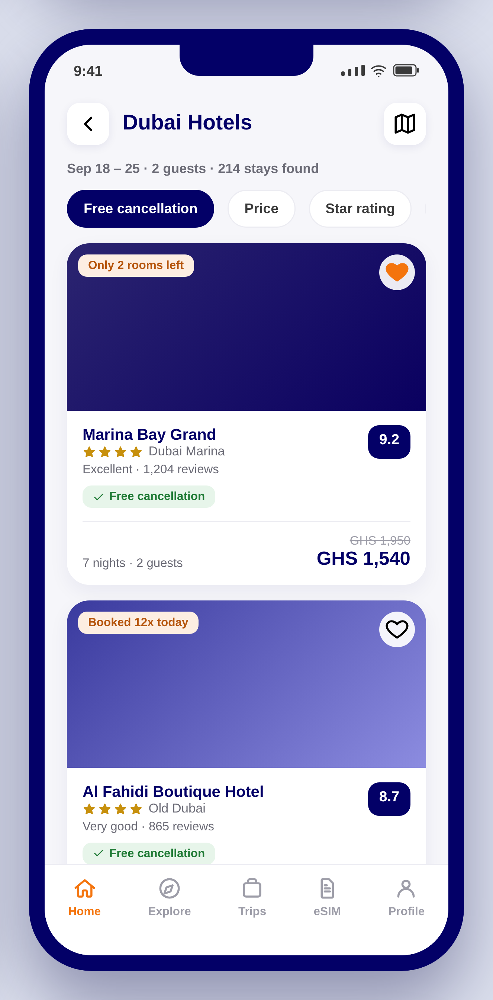 9:41
Dubai Hotels
Sep 18 – 25 · 2 guests · 214 stays found
Free cancellation
Price
Star rating
Only 2 rooms left
Marina Bay Grand
9.2
Dubai Marina
Excellent · 1,204 reviews
Free cancellation
GHS 1,950
7 nights · 2 guests
GHS 1,540
Booked 12x today
Al Fahidi Boutique Hotel
8.7
Old Dubai
Very good · 865 reviews
Free cancellation
Home
Explore
Trips
eSIM
Profile